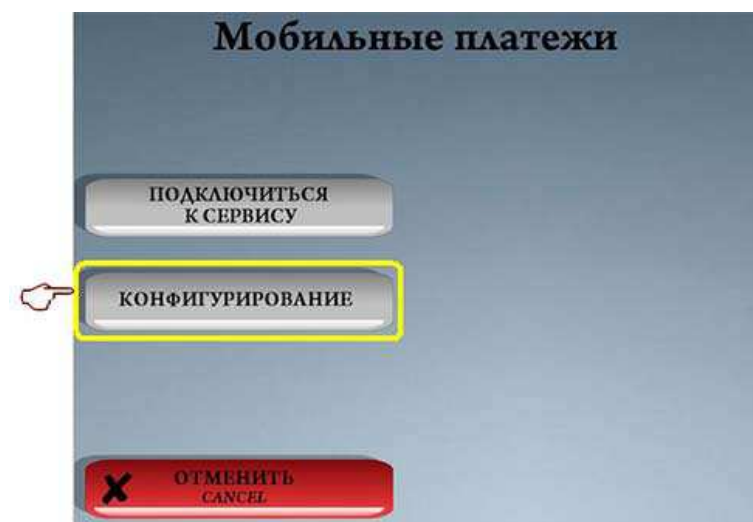 Мобильные платежи
ПОДКЛЮЧИТЬСЯ
К СЕРВИСУ
КОНФИГУРИРОВАНИЕ
ОТМЕНИТЬ
CANCEL